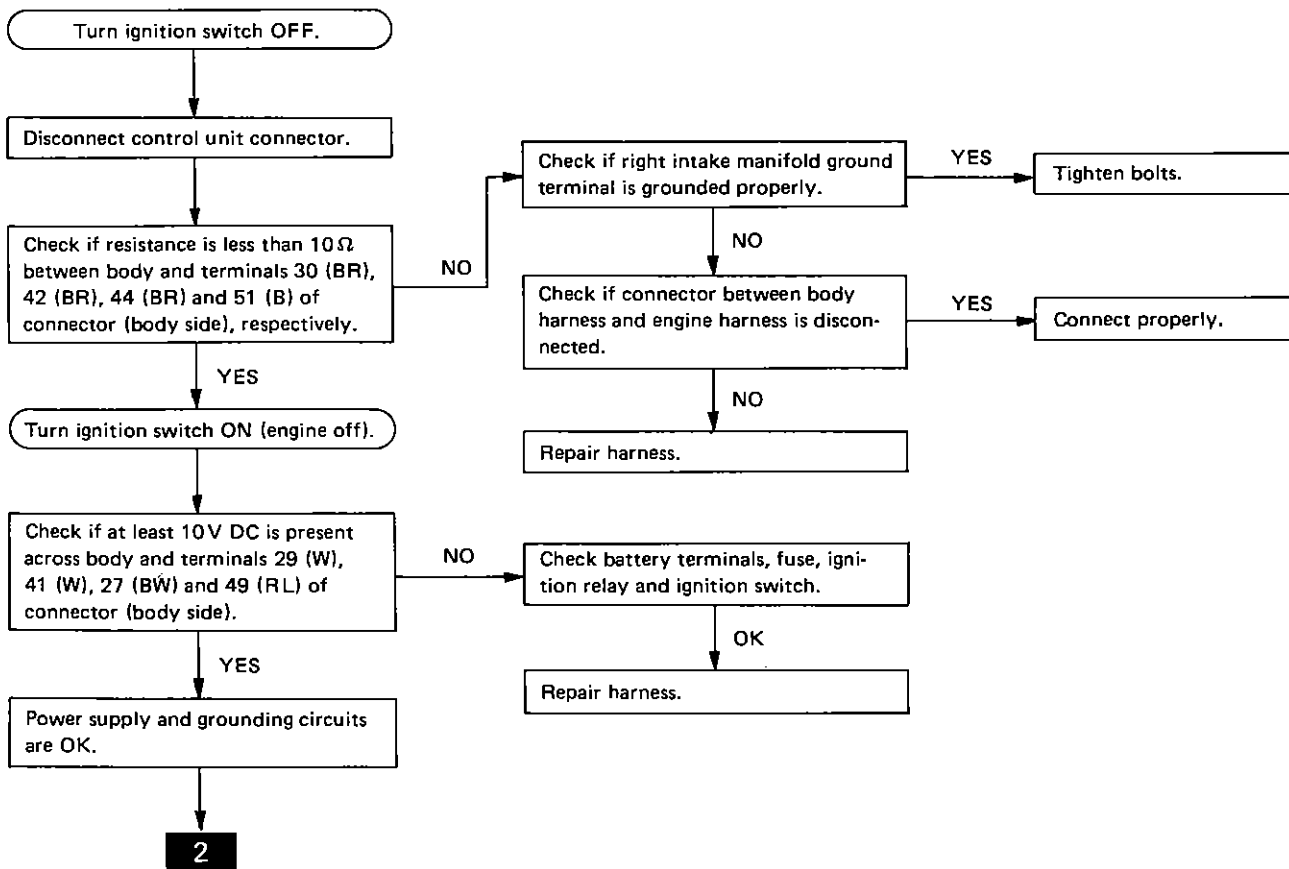 Turn ignition switch OFF.
Disconnect control unit connector.
Check if resistance is less than 10Ω
between body and terminals 30 (BR),
42 (BR), 44 (BR) and 51 (B) of
connector (body side), respectively.
NO
Check if right intake manifold ground
terminal is grounded properly.
YES
Tighten bolts.
NO
Check if connector between body
harness and engine harness is discon-
nected.
YES
Connect properly.
NO
Repair harness.
YES
Turn ignition switch ON (engine off).
Check if at least 10V DC is present
across body and terminals 29 (W),
41 (W), 27 (BW) and 49 (RL) of
connector (body side).
NO
Check battery terminals, fuse, igni-
tion relay and ignition switch.
OK
Repair harness.
YES
Power supply and grounding circuits
are OK.
2